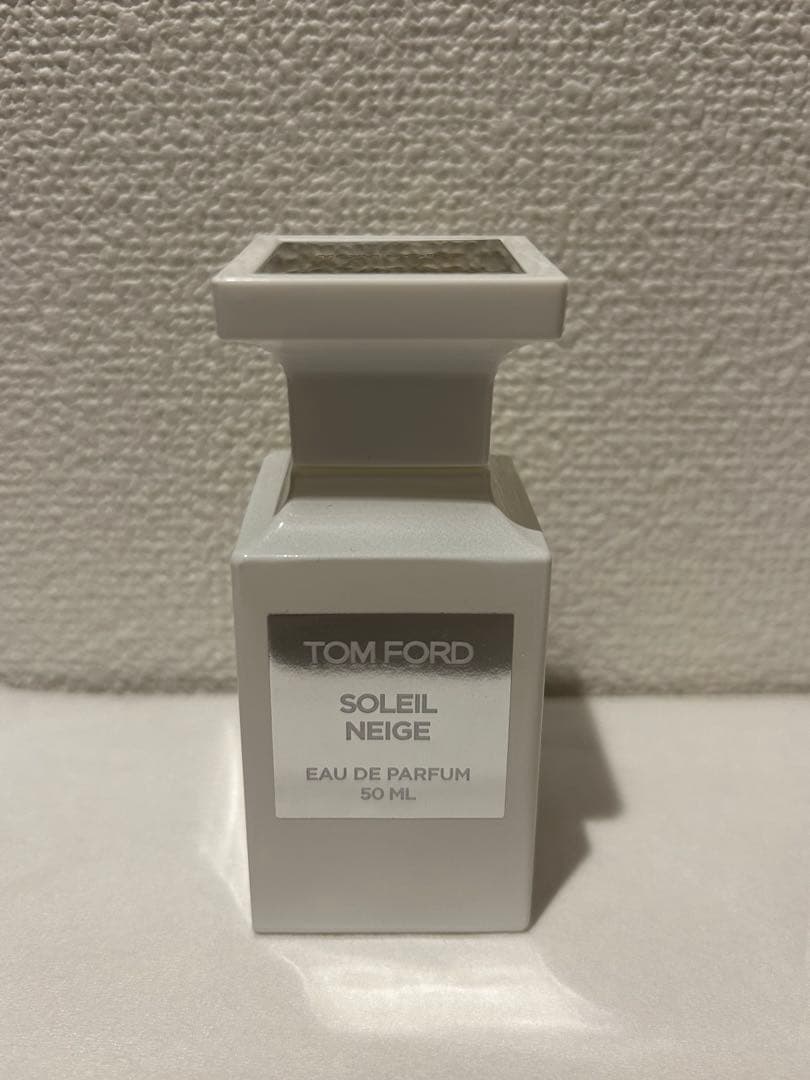 TOM FORD
SOLEIL
NEIGE
EAU DE PARFUM
50 ML